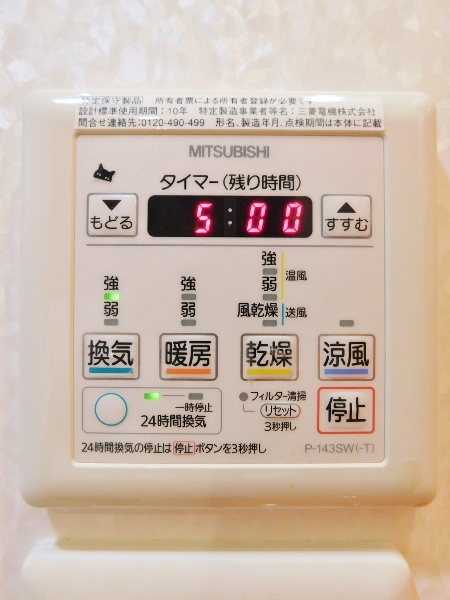 特定保守製品 所有者票による所有者登録が必要です
設計標準使用期間：10年 特定製造事業者等名：三菱電機株式会社
問合せ連絡先:0120-490-499 形名、製造年月、点検期間は本体に記載
MITSUBISHI
タイマー(残り時間)
▼
もどる
5:00
▲
すすむ
強
弱
強
弱
強
弱
風乾燥
温風
送風
換気
暖房
乾燥
涼風
一時停止
24時間換気
フィルター清掃
リセット
3秒押し
停止
24時間換気の停止は停止ボタンを3秒押し
P-143SW(-T)